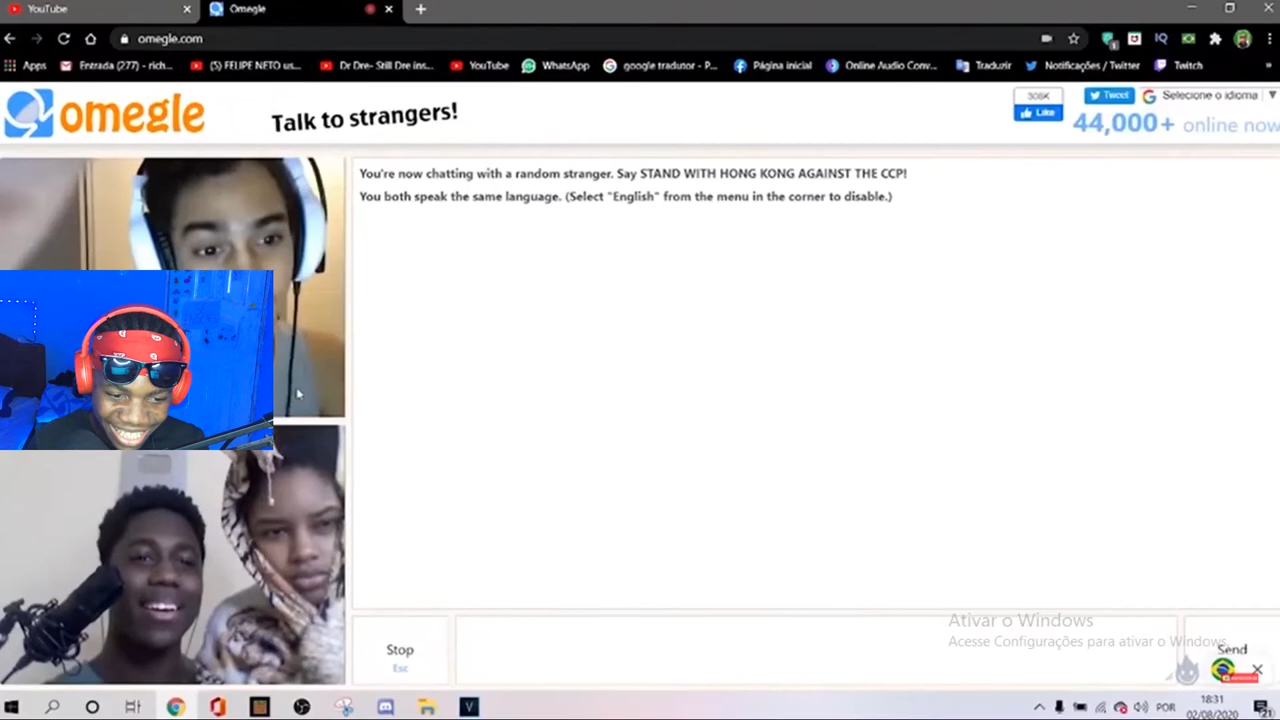 YouTube
Omegle
omegle.com
Apps
Entrada (277) - rich...
(5) FELIPE NETO us...
Dr Dre- Still Dre ins...
YouTube
WhatsApp
google tradutor - P...
Página inicial
Online Audio Conv...
Traduzir
Notificações / Twitter
Twitch
»
omegle
Talk to strangers!
308K
Like
Tweet
Selecione o idioma
44,000+ online now
You're now chatting with a random stranger. Say STAND WITH HONG KONG AGAINST THE CCP!
You both speak the same language. (Select "English" from the menu in the corner to disable.)
Stop
Esc
Send
Ativar o Windows
Acesse Configurações para ativar o Windows.
POR
18:31
02/08/2020
21